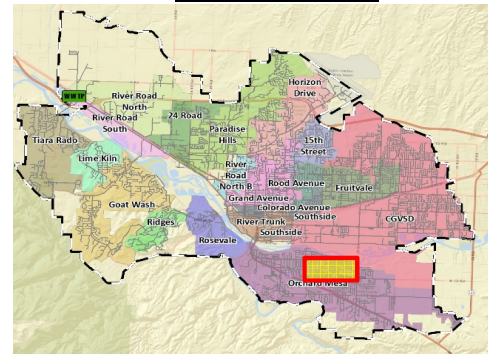 Horizon
Drive
WWTP
River Road
North
24 Road
River Road
South
Paradise
Hills
15th
Street
Tiara Rado
Lime Kiln
River
Road
North B
Rood Avenue
Fruitvale
Grand Avenue
Goat Wash
Colorado Avenue
Southside
CGVSD
Ridges
River Trunk
Southside
Rosevale
Orchard Mesa